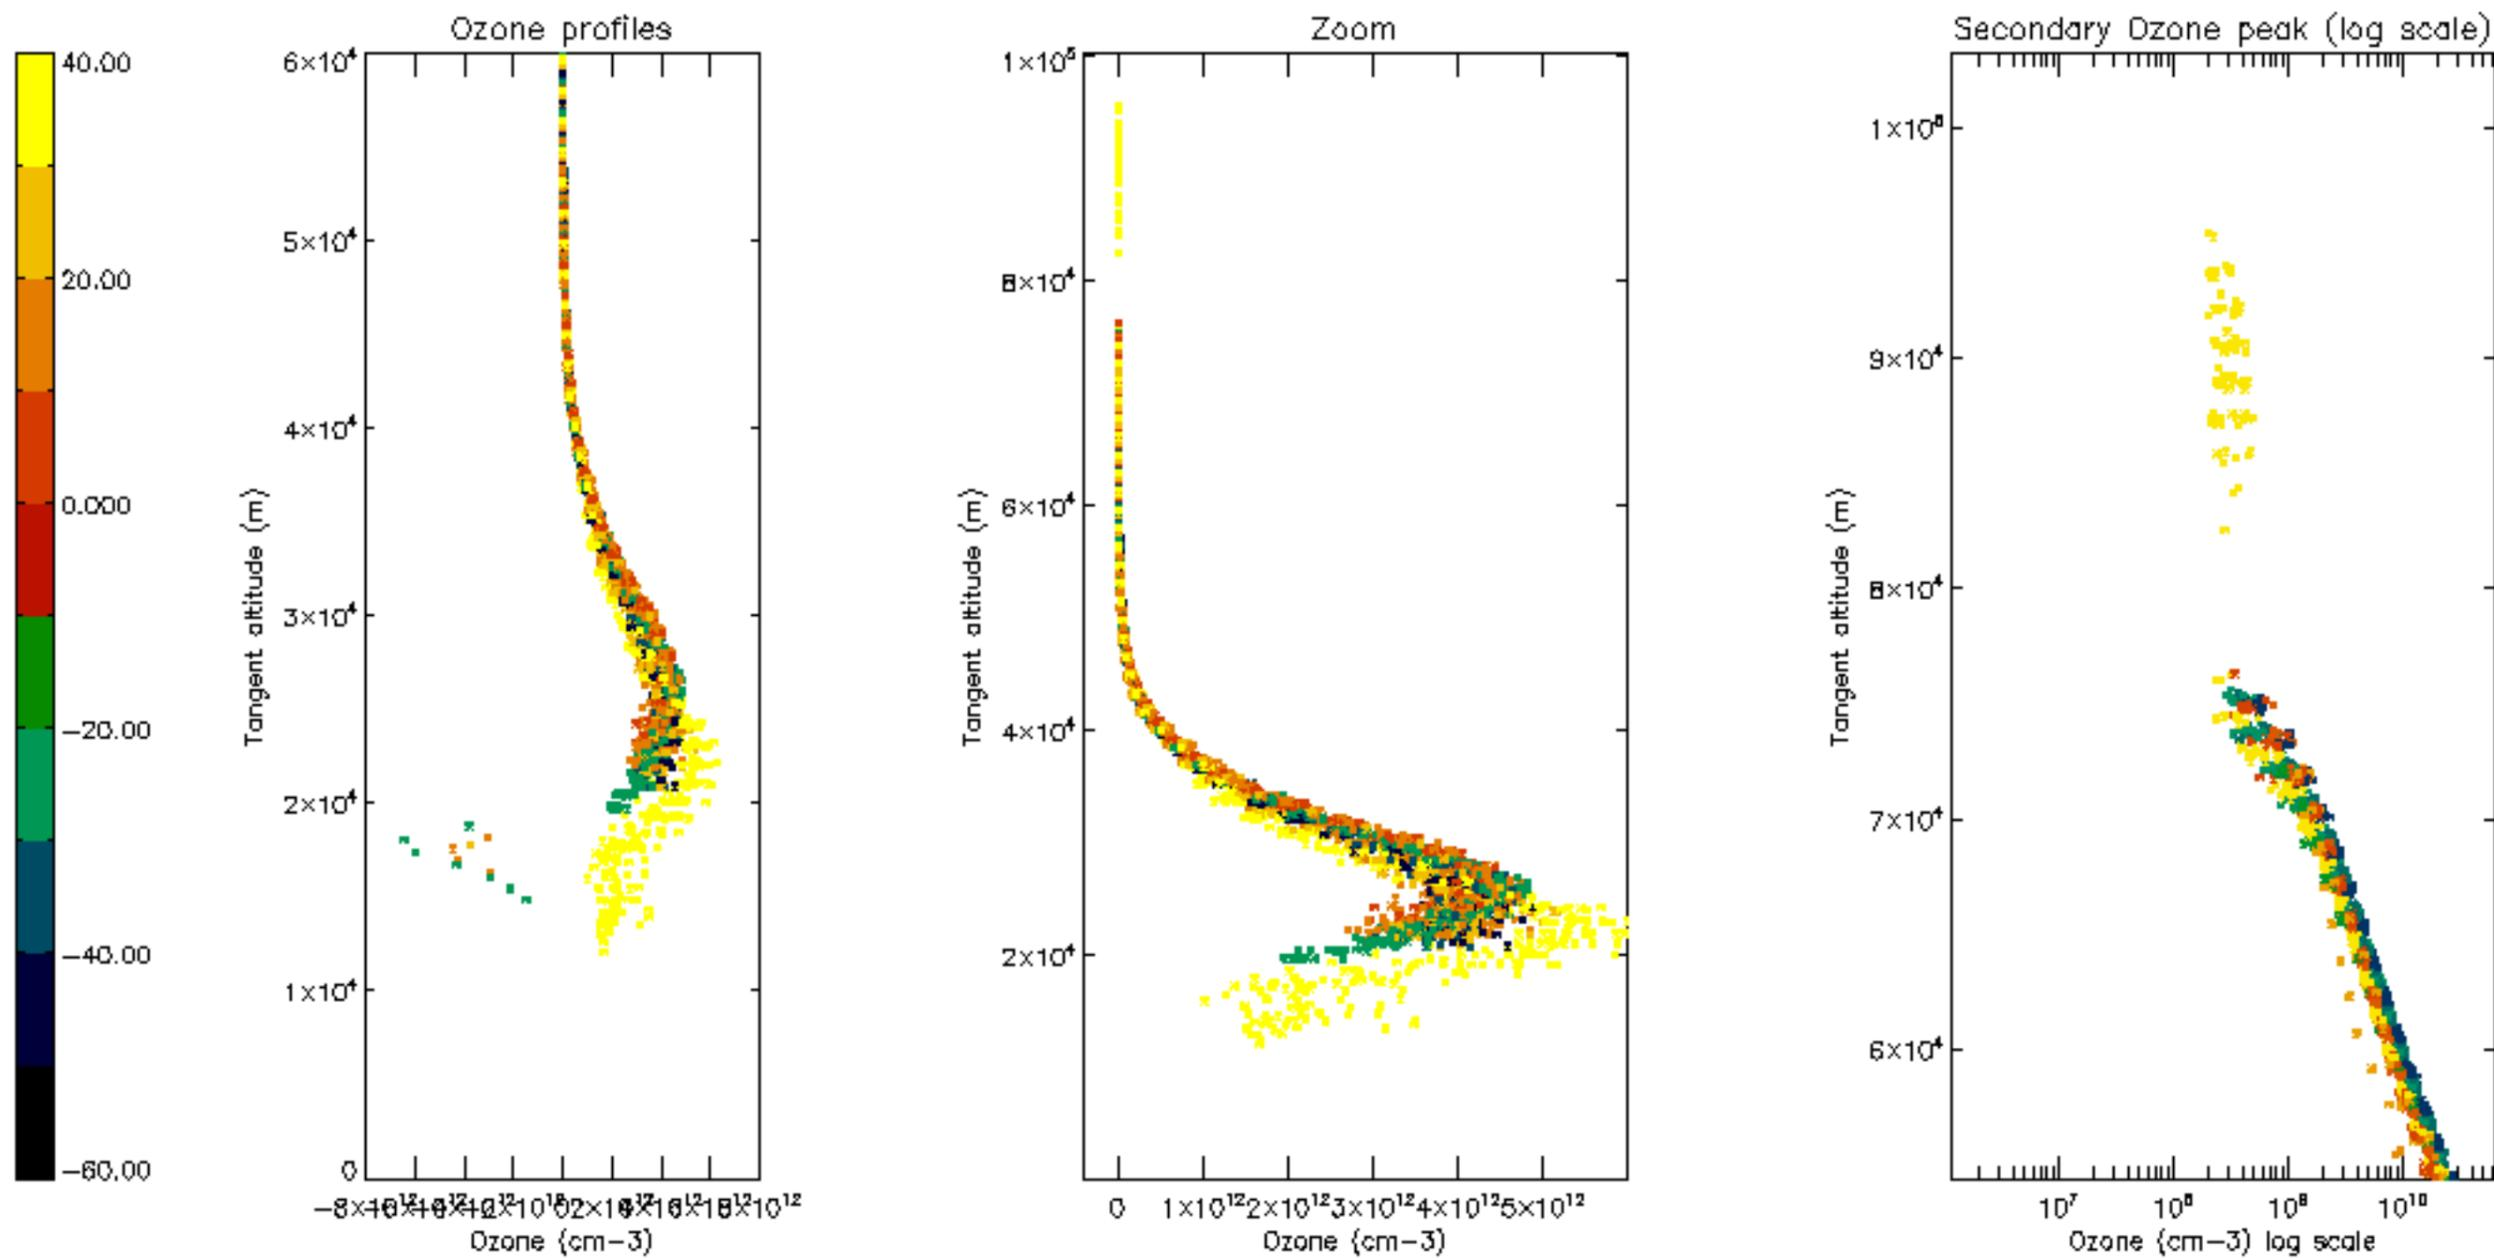 Ozone profiles
Zoom
Secondary Ozone peak (log scale)
40.00
20.00
0.000
−20.00
−40.00
−60.00
6×10⁴
5×10⁴
4×10⁴
3×10⁴
2×10⁴
1×10⁴
0
Tangent altitude (m)
Ozone (cm−3)
1×10⁵
8×10⁴
6×10⁴
4×10⁴
2×10⁴
Tangent altitude (m)
0 1×10¹² 2×10¹² 3×10¹² 4×10¹² 5×10¹²
Ozone (cm−3)
1×10⁵
9×10⁴
8×10⁴
7×10⁴
6×10⁴
Tangent altitude (m)
10⁷ 10⁸ 10⁹ 10¹⁰
Ozone (cm−3) log scale